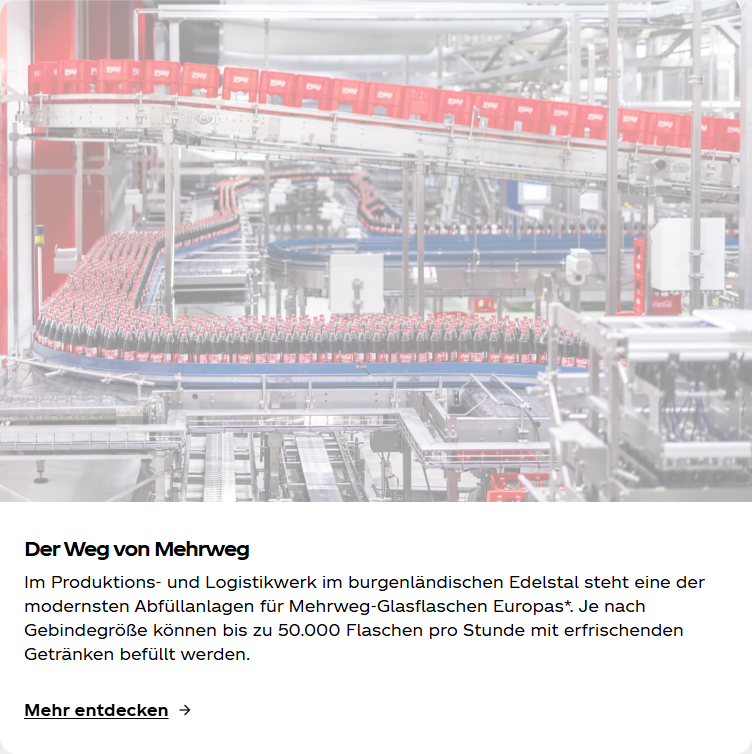 Der Weg von Mehrweg
Im Produktions- und Logistikwerk im burgenländischen Edelstal steht eine der
modernsten Abfüllanlagen für Mehrweg-Glasflaschen Europas*. Je nach
Gebindegröße können bis zu 50.000 Flaschen pro Stunde mit erfrischenden
Getränken befüllt werden.
Mehr entdecken →